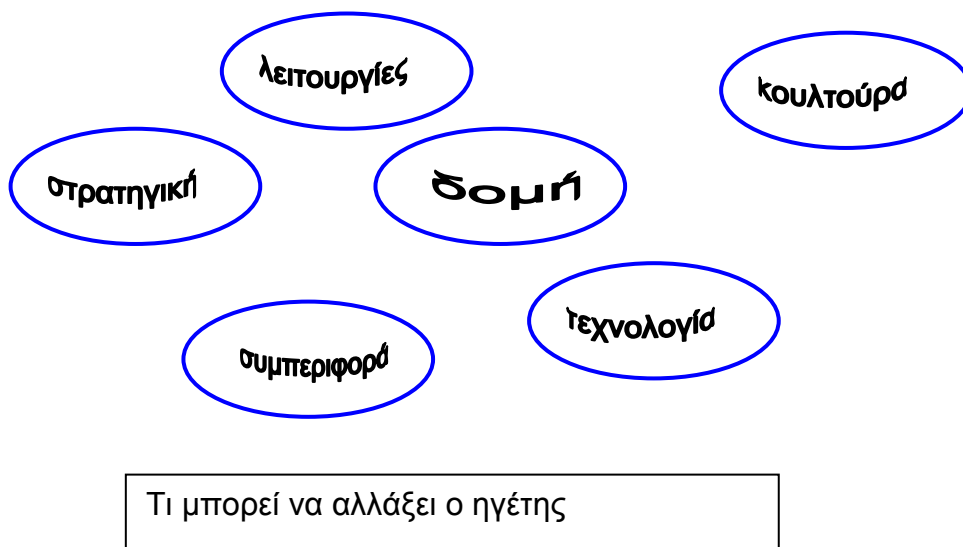 λειτουργίες
κουλτούρα
στρατηγική
δομή
τεχνολογία
συμπεριφορά
Τι μπορεί να αλλάξει ο ηγέτης